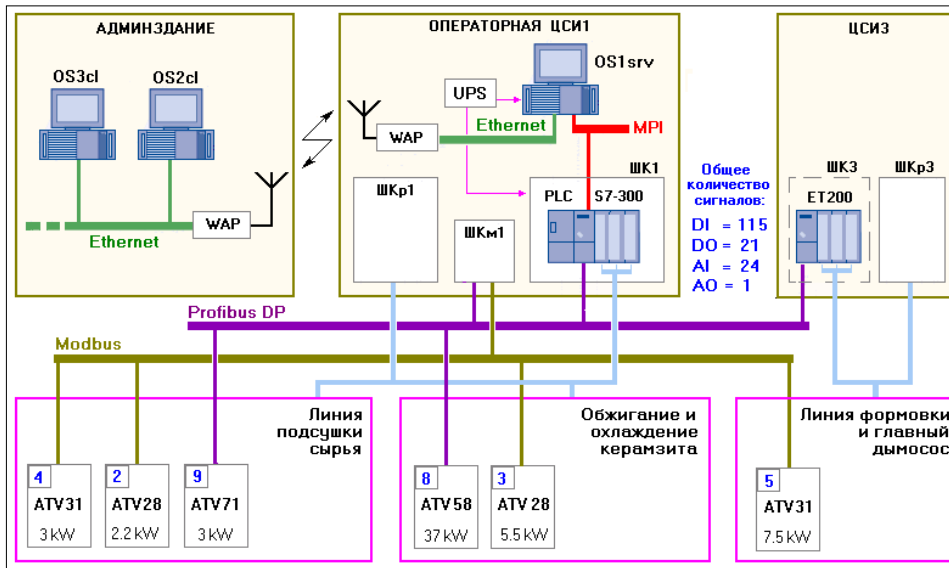 АДМИНЗДАНИЕ
OS3cl
OS2cl
WAP
Ethernet
ОПЕРАТОРНАЯ ЦСИ1
OS1srv
UPS
WAP
Ethernet
MPI
ШКр1
ШКм1
ШК1
PLC S7-300
Общее
количество
сигналов:
DI = 115
DO = 21
AI = 24
AO = 1
ЦСИ3
ШК3
ШКр3
ET200
Profibus DP
Modbus
Линия
подсушки
сырья
4
ATV31
3 kW
2
ATV28
2.2 kW
9
ATV71
3 kW
Обжигание и
охлаждение
керамзита
8
ATV58
37 kW
3
ATV 28
5.5 kW
Линия формовки
и главный
дымосос
5
ATV31
7.5 kW